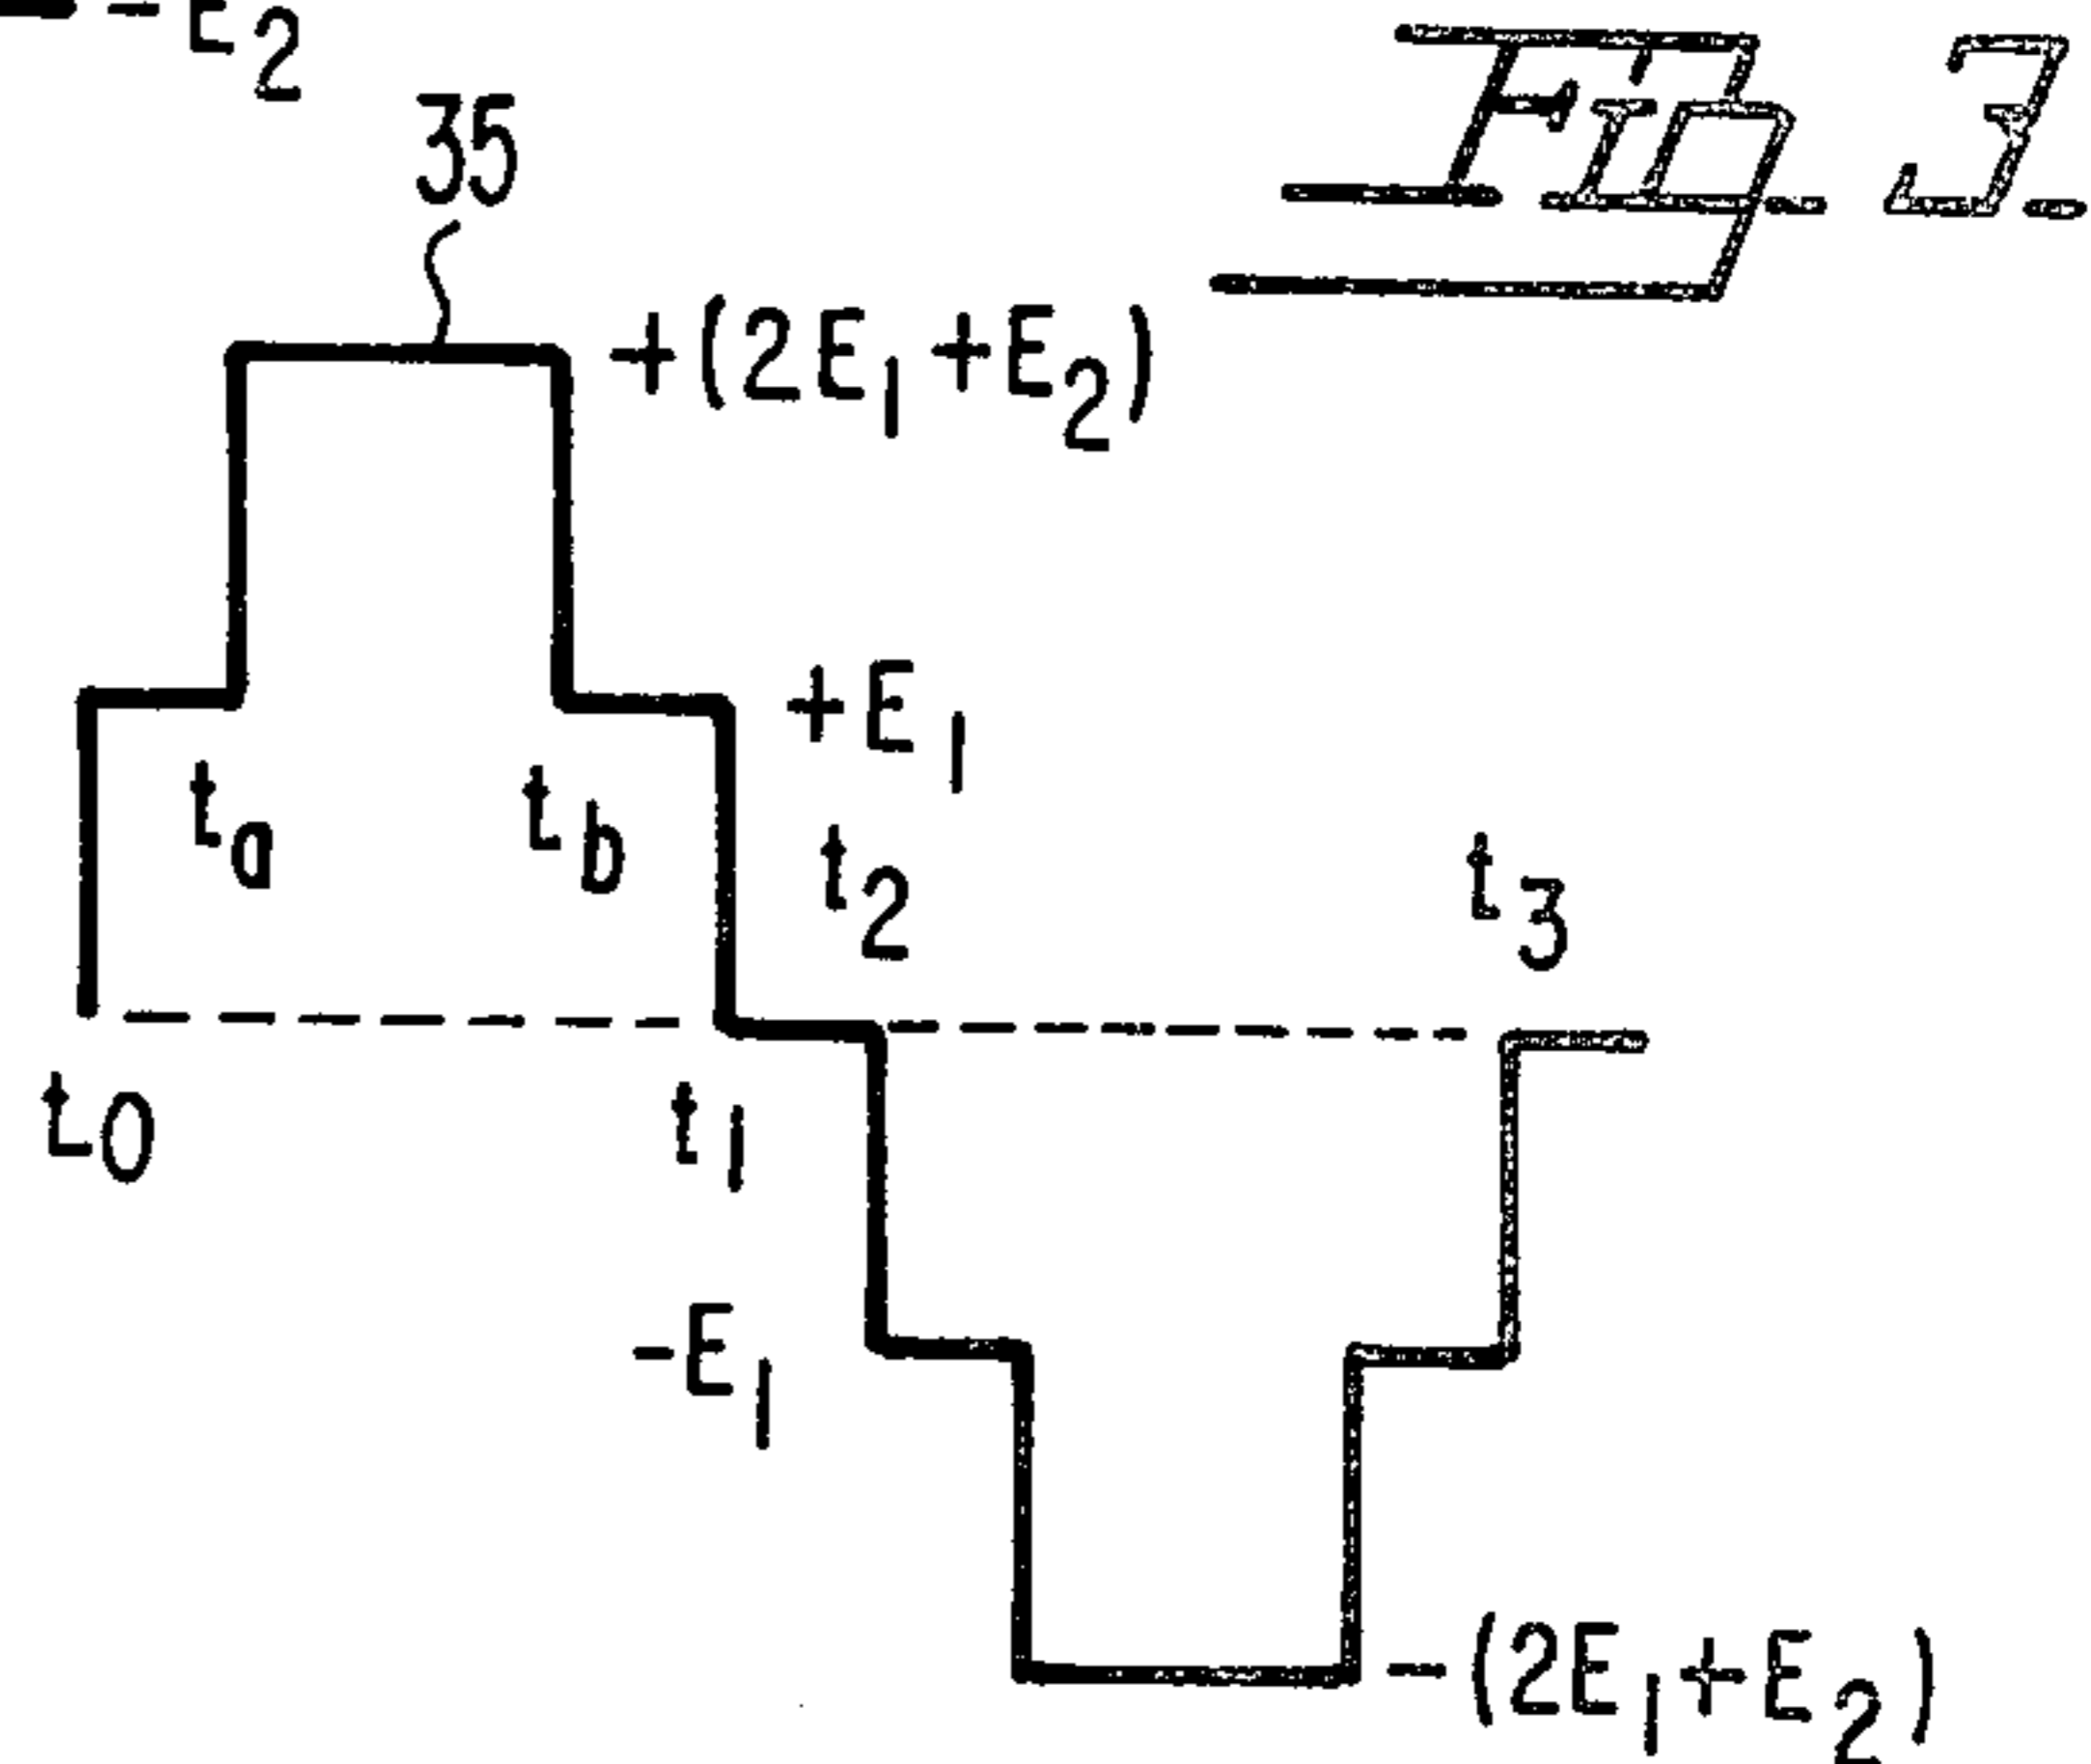 -E2
FIG. 3.
35
+(2E1+E2)
+E1
ta
tb
t2
t3
t0
t1
-E1
-(2E1+E2)